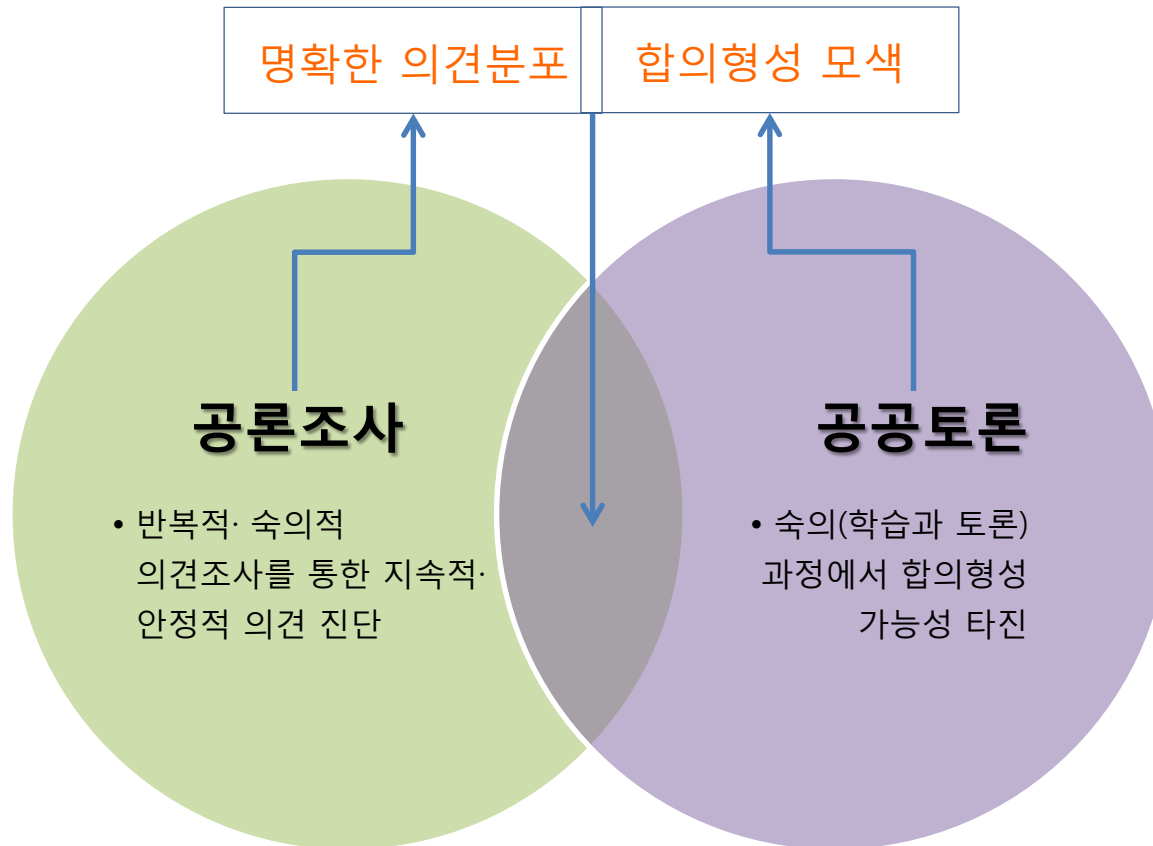 명확한 의견분포
합의형성 모색
공론조사
• 반복적· 숙의적
의견조사를 통한 지속적·
안정적 의견 진단
공공토론
• 숙의(학습과 토론)
과정에서 합의형성
가능성 타진